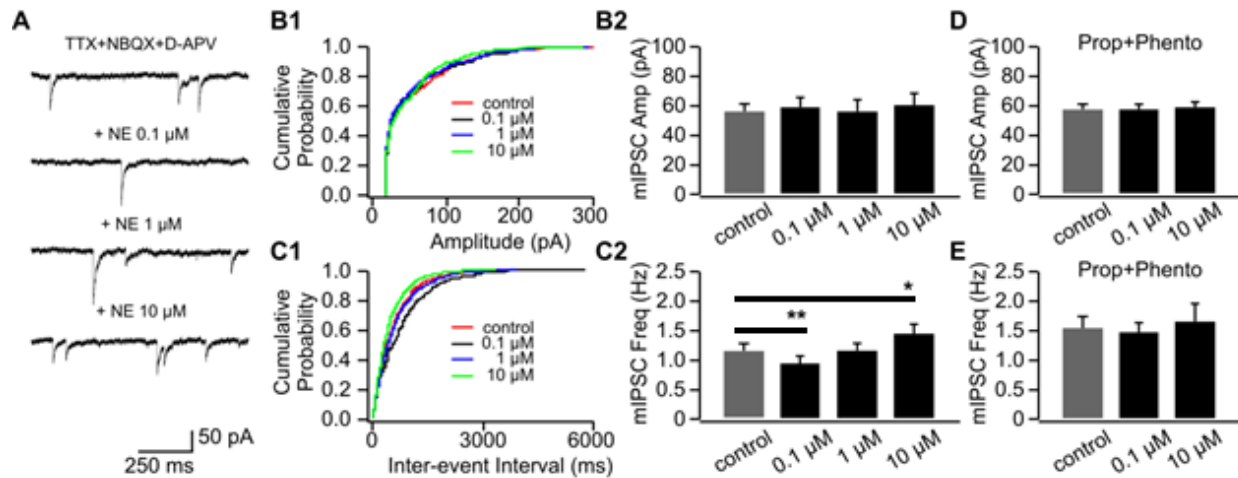 A
TTX+NBQX+D-APV
+ NE 0.1 µM
+ NE 1 µM
+ NE 10 µM
50 pA
250 ms
B1
Cumulative
Probability
1.0
0.8
0.6
0.4
0.2
0.0
control
0.1 µM
1 µM
10 µM
0
100
200
300
Amplitude (pA)
B2
mIPSC Amp (pA)
100
80
60
40
20
0
control
0.1 µM
1 µM
10 µM
D
Prop+Phento
mIPSC Amp (pA)
100
80
60
40
20
0
control
0.1 µM
10 µM
C1
Cumulative
Probability
1.0
0.8
0.6
0.4
0.2
0.0
control
0.1 µM
1 µM
10 µM
0
3000
6000
Inter-event Interval (ms)
C2
mIPSC Freq (Hz)
2.5
2.0
1.5
1.0
0.5
0
**
*
control
0.1 µM
1 µM
10 µM
E
Prop+Phento
mIPSC Freq (Hz)
2.5
2.0
1.5
1.0
0.5
0
control
0.1 µM
10 µM